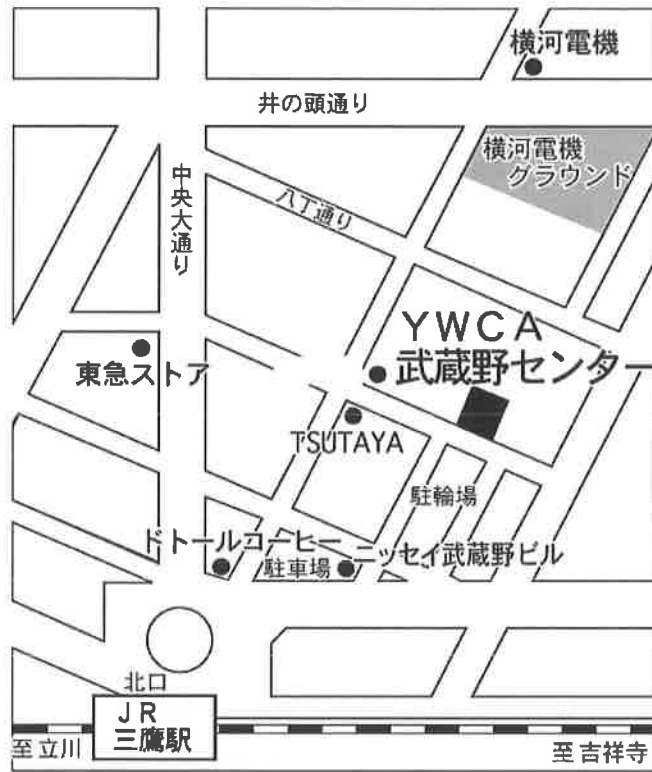 横河電機
井の頭通り
横河電機
グラウンド
中央大通り
八丁通り
YWCA
武蔵野センター
東急ストア
TSUTAYA
駐輪場
ドトールコーヒー
駐車場
ニッセイ武蔵野ビル
北口
JR
三鷹駅
至 立川
至 吉祥寺